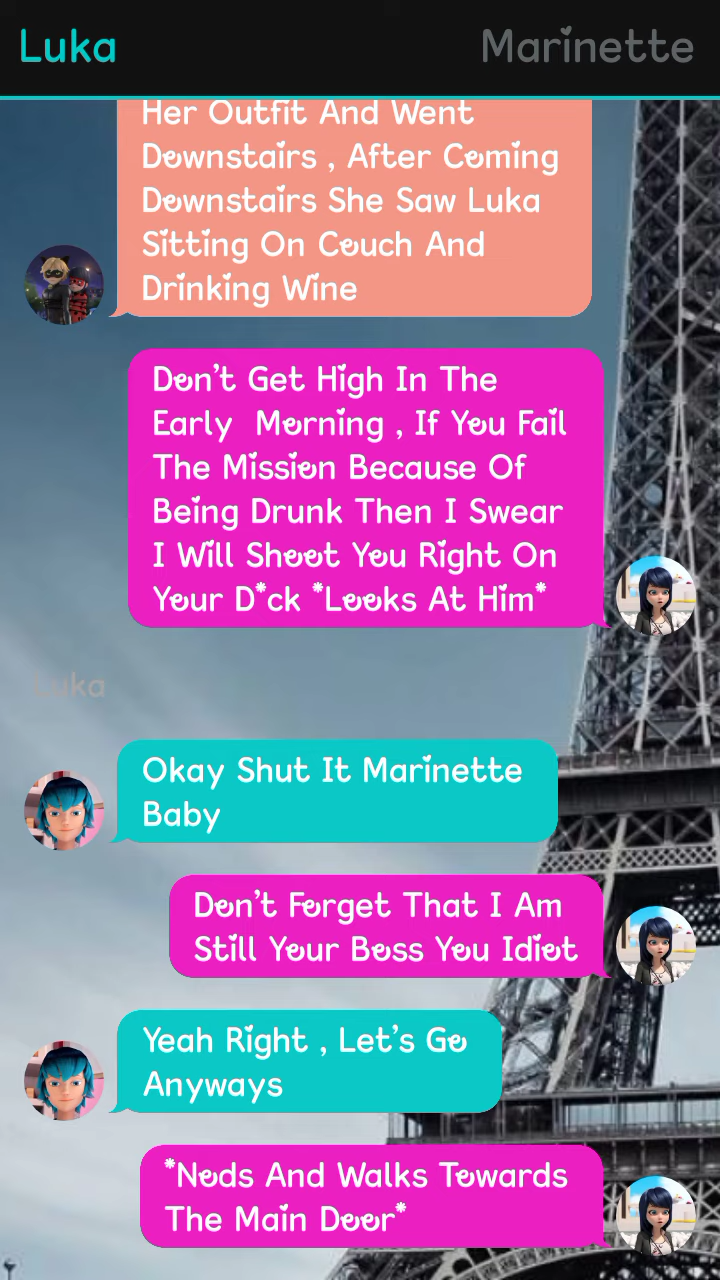 Luka
Marinette
Her Outfit And Went
Downstairs , After Coming
Downstairs She Saw Luka
Sitting On Couch And
Drinking Wine
Don't Get High In The
Early  Morning , If You Fail
The Mission Because Of
Being Drunk Then I Swear
I Will Shoot You Right On
Your D*ck *Looks At Him*
Luka
Okay Shut It Marinette
Baby
Don't Forget That I Am
Still Your Boss You Idiot
Yeah Right , Let's Go
Anyways
*Nods And Walks Towards
The Main Door*